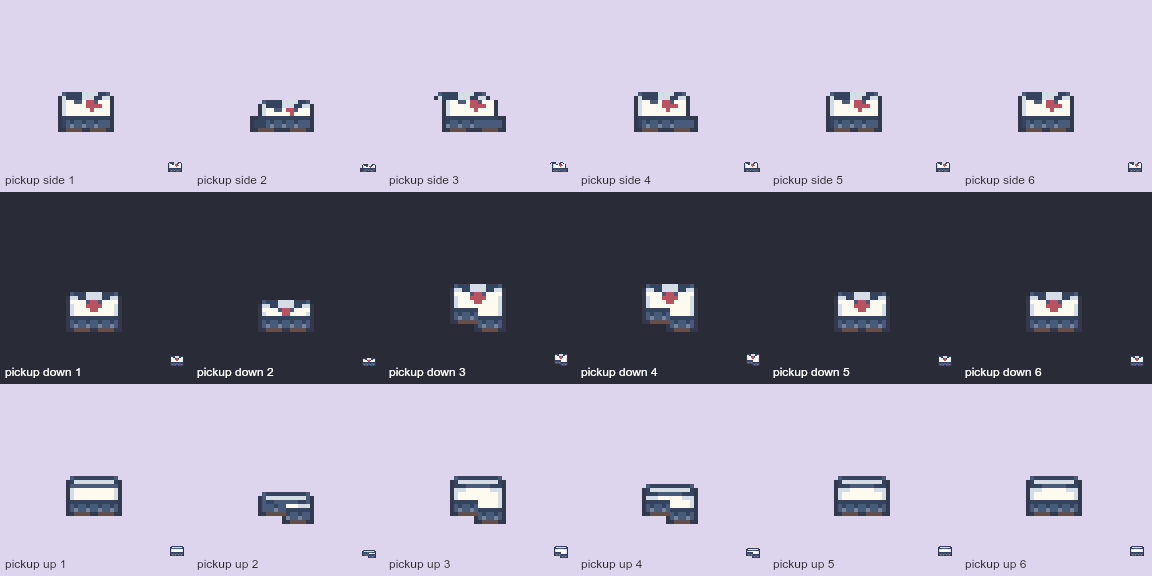 pickup side 1
pickup side 2
pickup side 3
pickup side 4
pickup side 5
pickup side 6
pickup down 1
pickup down 2
pickup down 3
pickup down 4
pickup down 5
pickup down 6
pickup up 1
pickup up 2
pickup up 3
pickup up 4
pickup up 5
pickup up 6